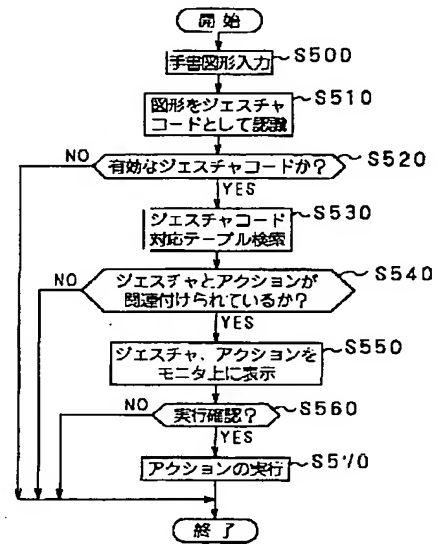 開始
手書図形入力 S500
図形をジェスチャ S510
コードとして認識
NO 有効なジェスチャコードか? S520
YES
ジェスチャコード S530
対応テーブル検索
NO ジェスチャとアクションが S540
関連付けられているか?
YES
ジェスチャ、アクションを S550
モニタ上に表示
NO 実行確認? S560
YES
アクションの実行 S570
終了